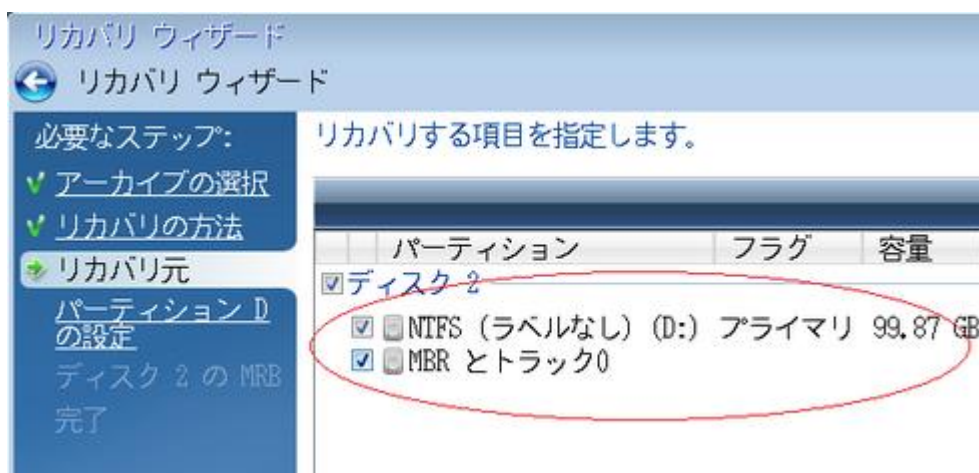 リカバリ ウィザード
リカバリ ウィザード
必要なステップ:
アーカイブの選択
リカバリの方法
リカバリ元
パーティション D
の設定
ディスク 2 の MRB
完了
リカバリする項目を指定します。
パーティション フラグ 容量
ディスク 2
NTFS (ラベルなし) (D:) プライマリ 99.87 GB
MBR とトラック0